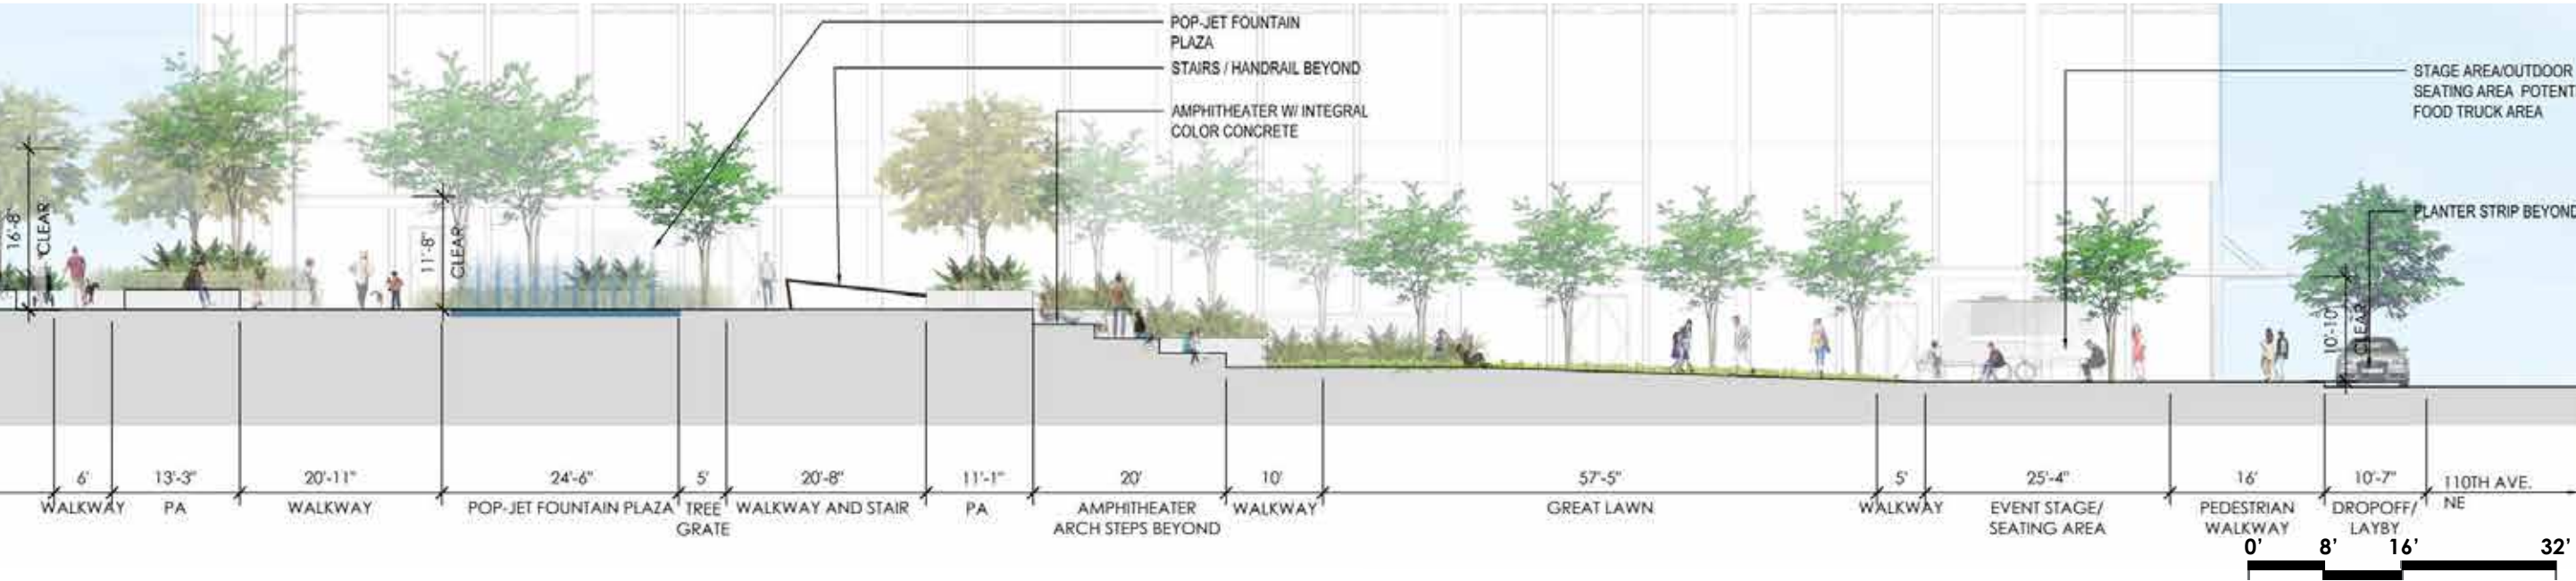 POP-JET FOUNTAIN
PLAZA
STAIRS / HANDRAIL BEYOND
AMPHITHEATER W/ INTEGRAL
COLOR CONCRETE
STAGE AREA/OUTDOOR
SEATING AREA POTENT
FOOD TRUCK AREA
PLANTER STRIP BEYOND
16'-8"
CLEAR
11'-8"
CLEAR
10'-10"
CLEAR
6'
13'-3"
20'-11"
24'-6"
5'
20'-8"
11'-1"
20'
10'
57'-5"
5'
25'-4"
16'
10'-7"
110TH AVE.
NE
WALKWAY
PA
WALKWAY
POP-JET FOUNTAIN PLAZA
TREE
GRATE
WALKWAY AND STAIR
PA
AMPHITHEATER
ARCH STEPS BEYOND
WALKWAY
GREAT LAWN
WALKWAY
EVENT STAGE/
SEATING AREA
PEDESTRIAN
WALKWAY
DROPOFF/
LAYBY
0' 8' 16' 32'